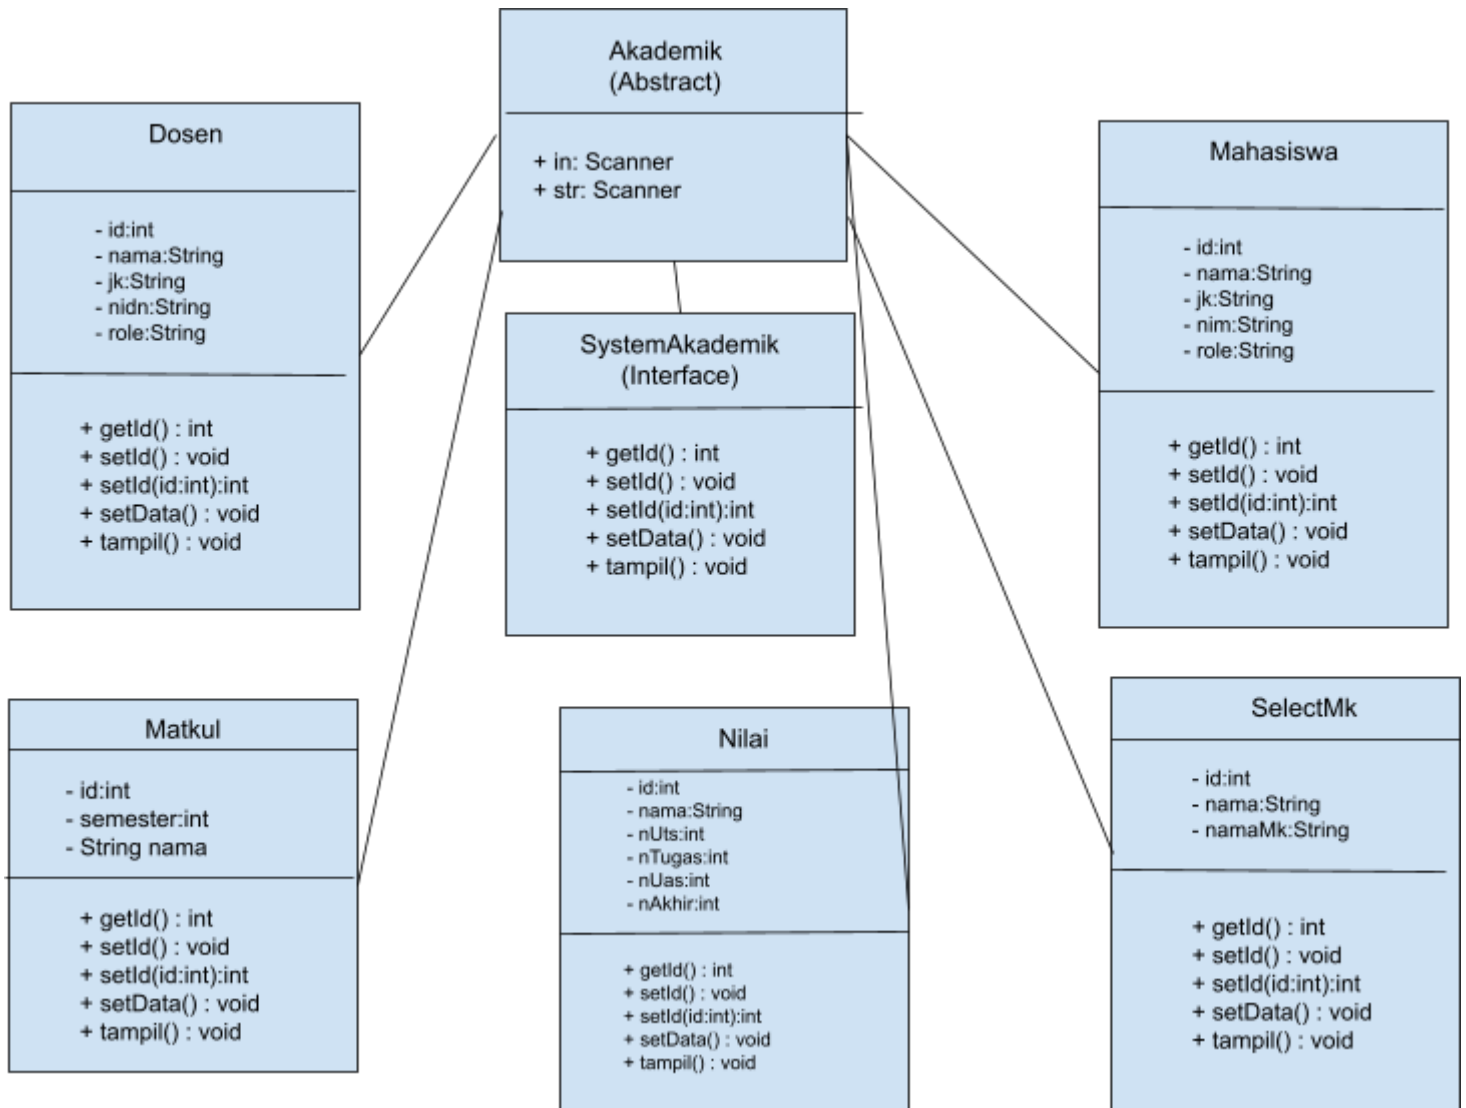 Akademik
(Abstract)
+ in: Scanner
+ str: Scanner
Dosen
- id:int
- nama:String
- jk:String
- nidn:String
- role:String
+ getId() : int
+ setId() : void
+ setId(id:int):int
+ setData() : void
+ tampil() : void
SystemAkademik
(Interface)
+ getId() : int
+ setId() : void
+ setId(id:int):int
+ setData() : void
+ tampil() : void
Mahasiswa
- id:int
- nama:String
- jk:String
- nim:String
- role:String
+ getId() : int
+ setId() : void
+ setId(id:int):int
+ setData() : void
+ tampil() : void
Matkul
- id:int
- semester:int
- String nama
+ getId() : int
+ setId() : void
+ setId(id:int):int
+ setData() : void
+ tampil() : void
Nilai
- id:int
- nama:String
- nUts:int
- nTugas:int
- nUas:int
- nAkhir:int
+ getId() : int
+ setId() : void
+ setId(id:int):int
+ setData() : void
+ tampil() : void
SelectMk
- id:int
- nama:String
- namaMk:String
+ getId() : int
+ setId() : void
+ setId(id:int):int
+ setData() : void
+ tampil() : void